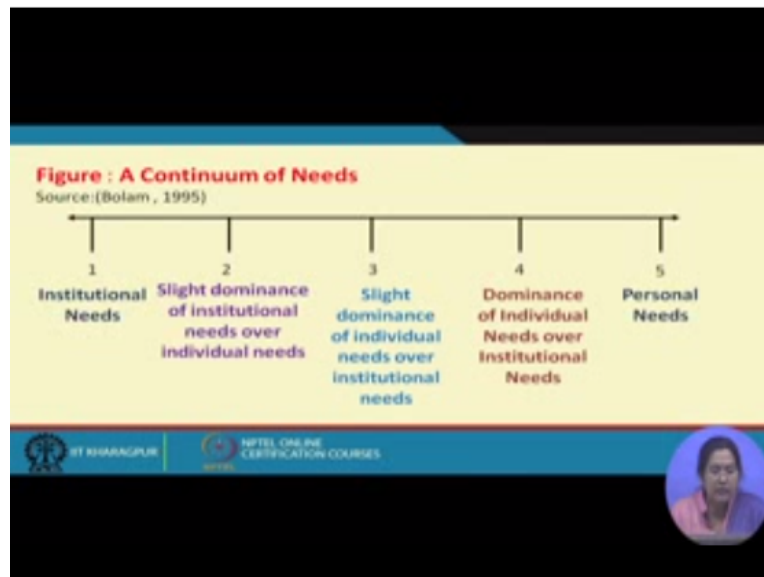 Figure : A Continuum of Needs
Source:(Bolam , 1995)
1
Institutional
Needs
2
Slight dominance
of institutional
needs over
individual needs
3
Slight
dominance
of individual
needs over
institutional
needs
4
Dominance
of Individual
Needs over
Institutional
Needs
5
Personal
Needs
IIT KHARAGPUR
NPTEL ONLINE
CERTIFICATION COURSES
NPTEL